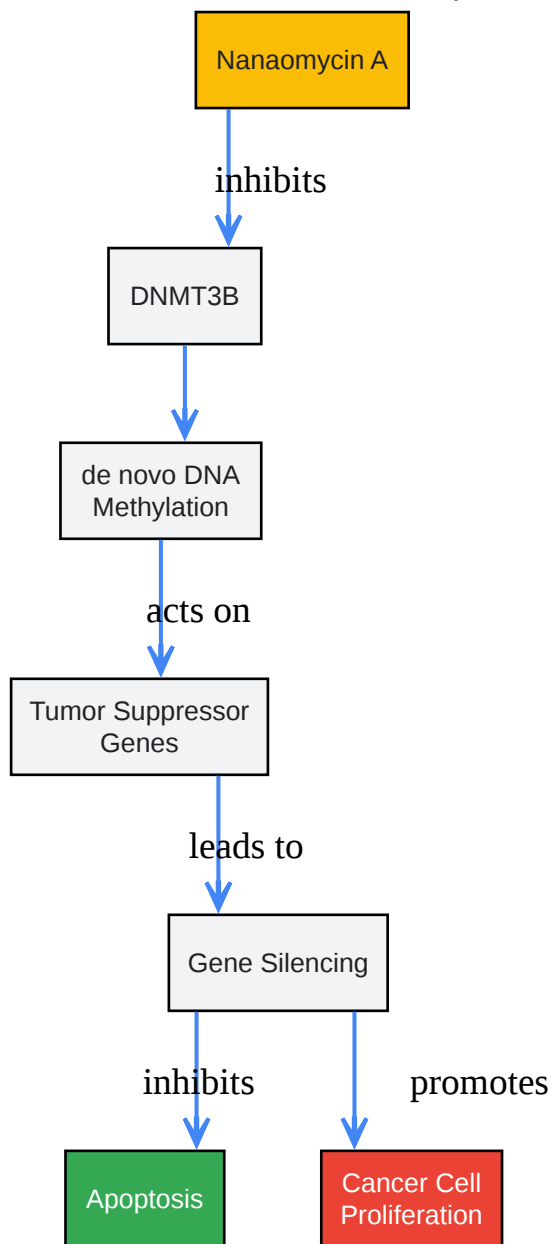 Nanaomycin A
inhibits
DNMT3B
de novo DNA
Methylation
acts on
Tumor Suppressor
Genes
leads to
Gene Silencing
inhibits
promotes
Apoptosis
Cancer Cell
Proliferation